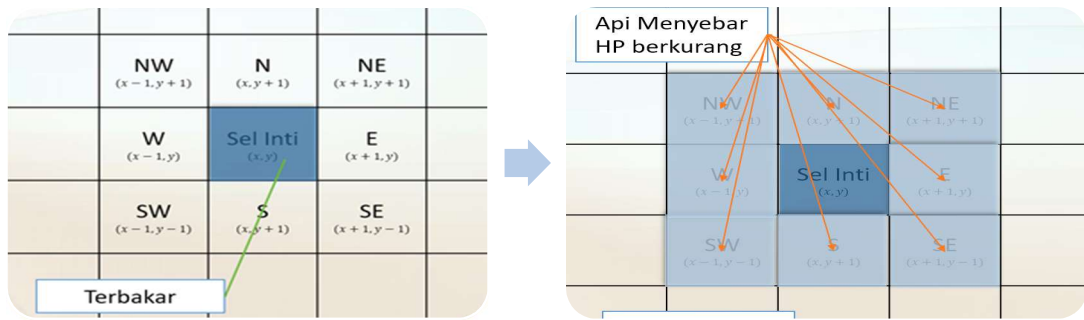 NW
(x − 1, y + 1)
N
(x, y + 1)
NE
(x + 1, y + 1)
W
(x − 1, y)
Sel Inti
(x, y)
E
(x + 1, y)
SW
(x − 1, y − 1)
S
(x, y + 1)
SE
(x + 1, y − 1)
Terbakar
Api Menyebar
HP berkurang
NW
(x − 1, y + 1)
N
(x, y + 1)
NE
(x + 1, y + 1)
W
(x − 1, y)
Sel Inti
(x, y)
E
(x + 1, y)
SW
(x − 1, y − 1)
S
(x, y + 1)
SE
(x + 1, y − 1)